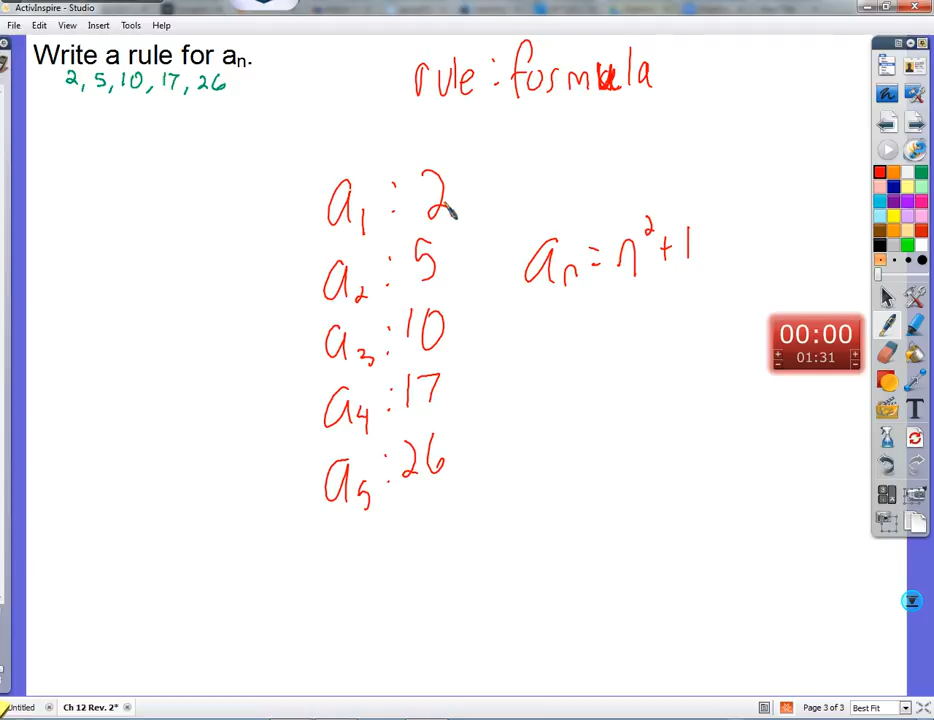 ActivInspire - Studio
File Edit View Insert Tools Help
Write a rule for aₙ.
2, 5, 10, 17, 26
rule : formula
a₁ : 2
a₂ : 5
aₙ = n² + 1
a₃ : 10
a₄ : 17
a₅ : 26
00:00
01:31
T
Untitled Ch 12 Rev. 2* Page 3 of 3 Best Fit